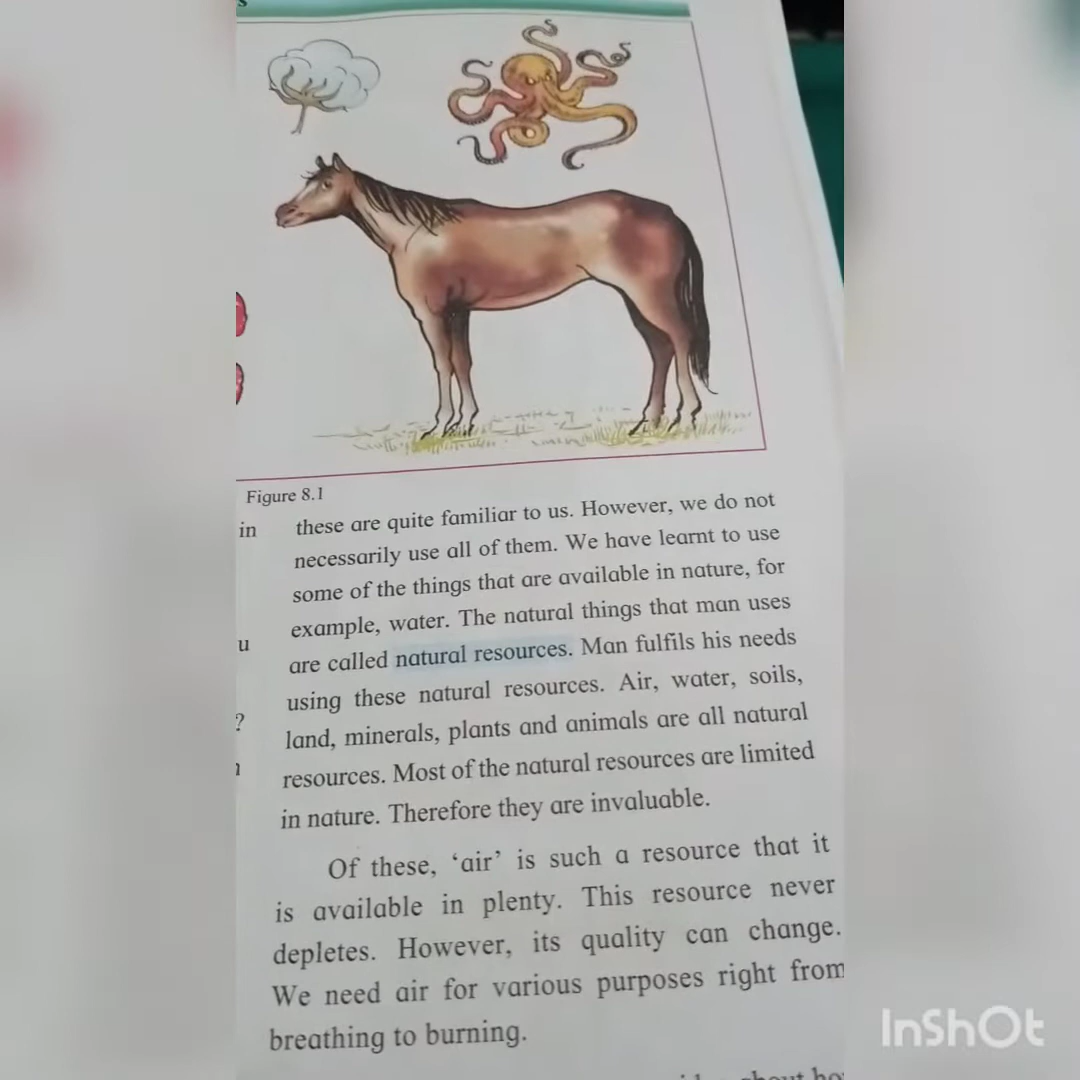 s
Figure 8.1
in
these are quite familiar to us. However, we do not
necessarily use all of them. We have learnt to use
some of the things that are available in nature, for
example, water. The natural things that man uses
u
are called natural resources. Man fulfils his needs
using these natural resources. Air, water, soils,
?
land, minerals, plants and animals are all natural
resources. Most of the natural resources are limited
in nature. Therefore they are invaluable.
Of these, ‘air’ is such a resource that it
is available in plenty. This resource never
depletes. However, its quality can change.
We need air for various purposes right from
breathing to burning.
InShOt